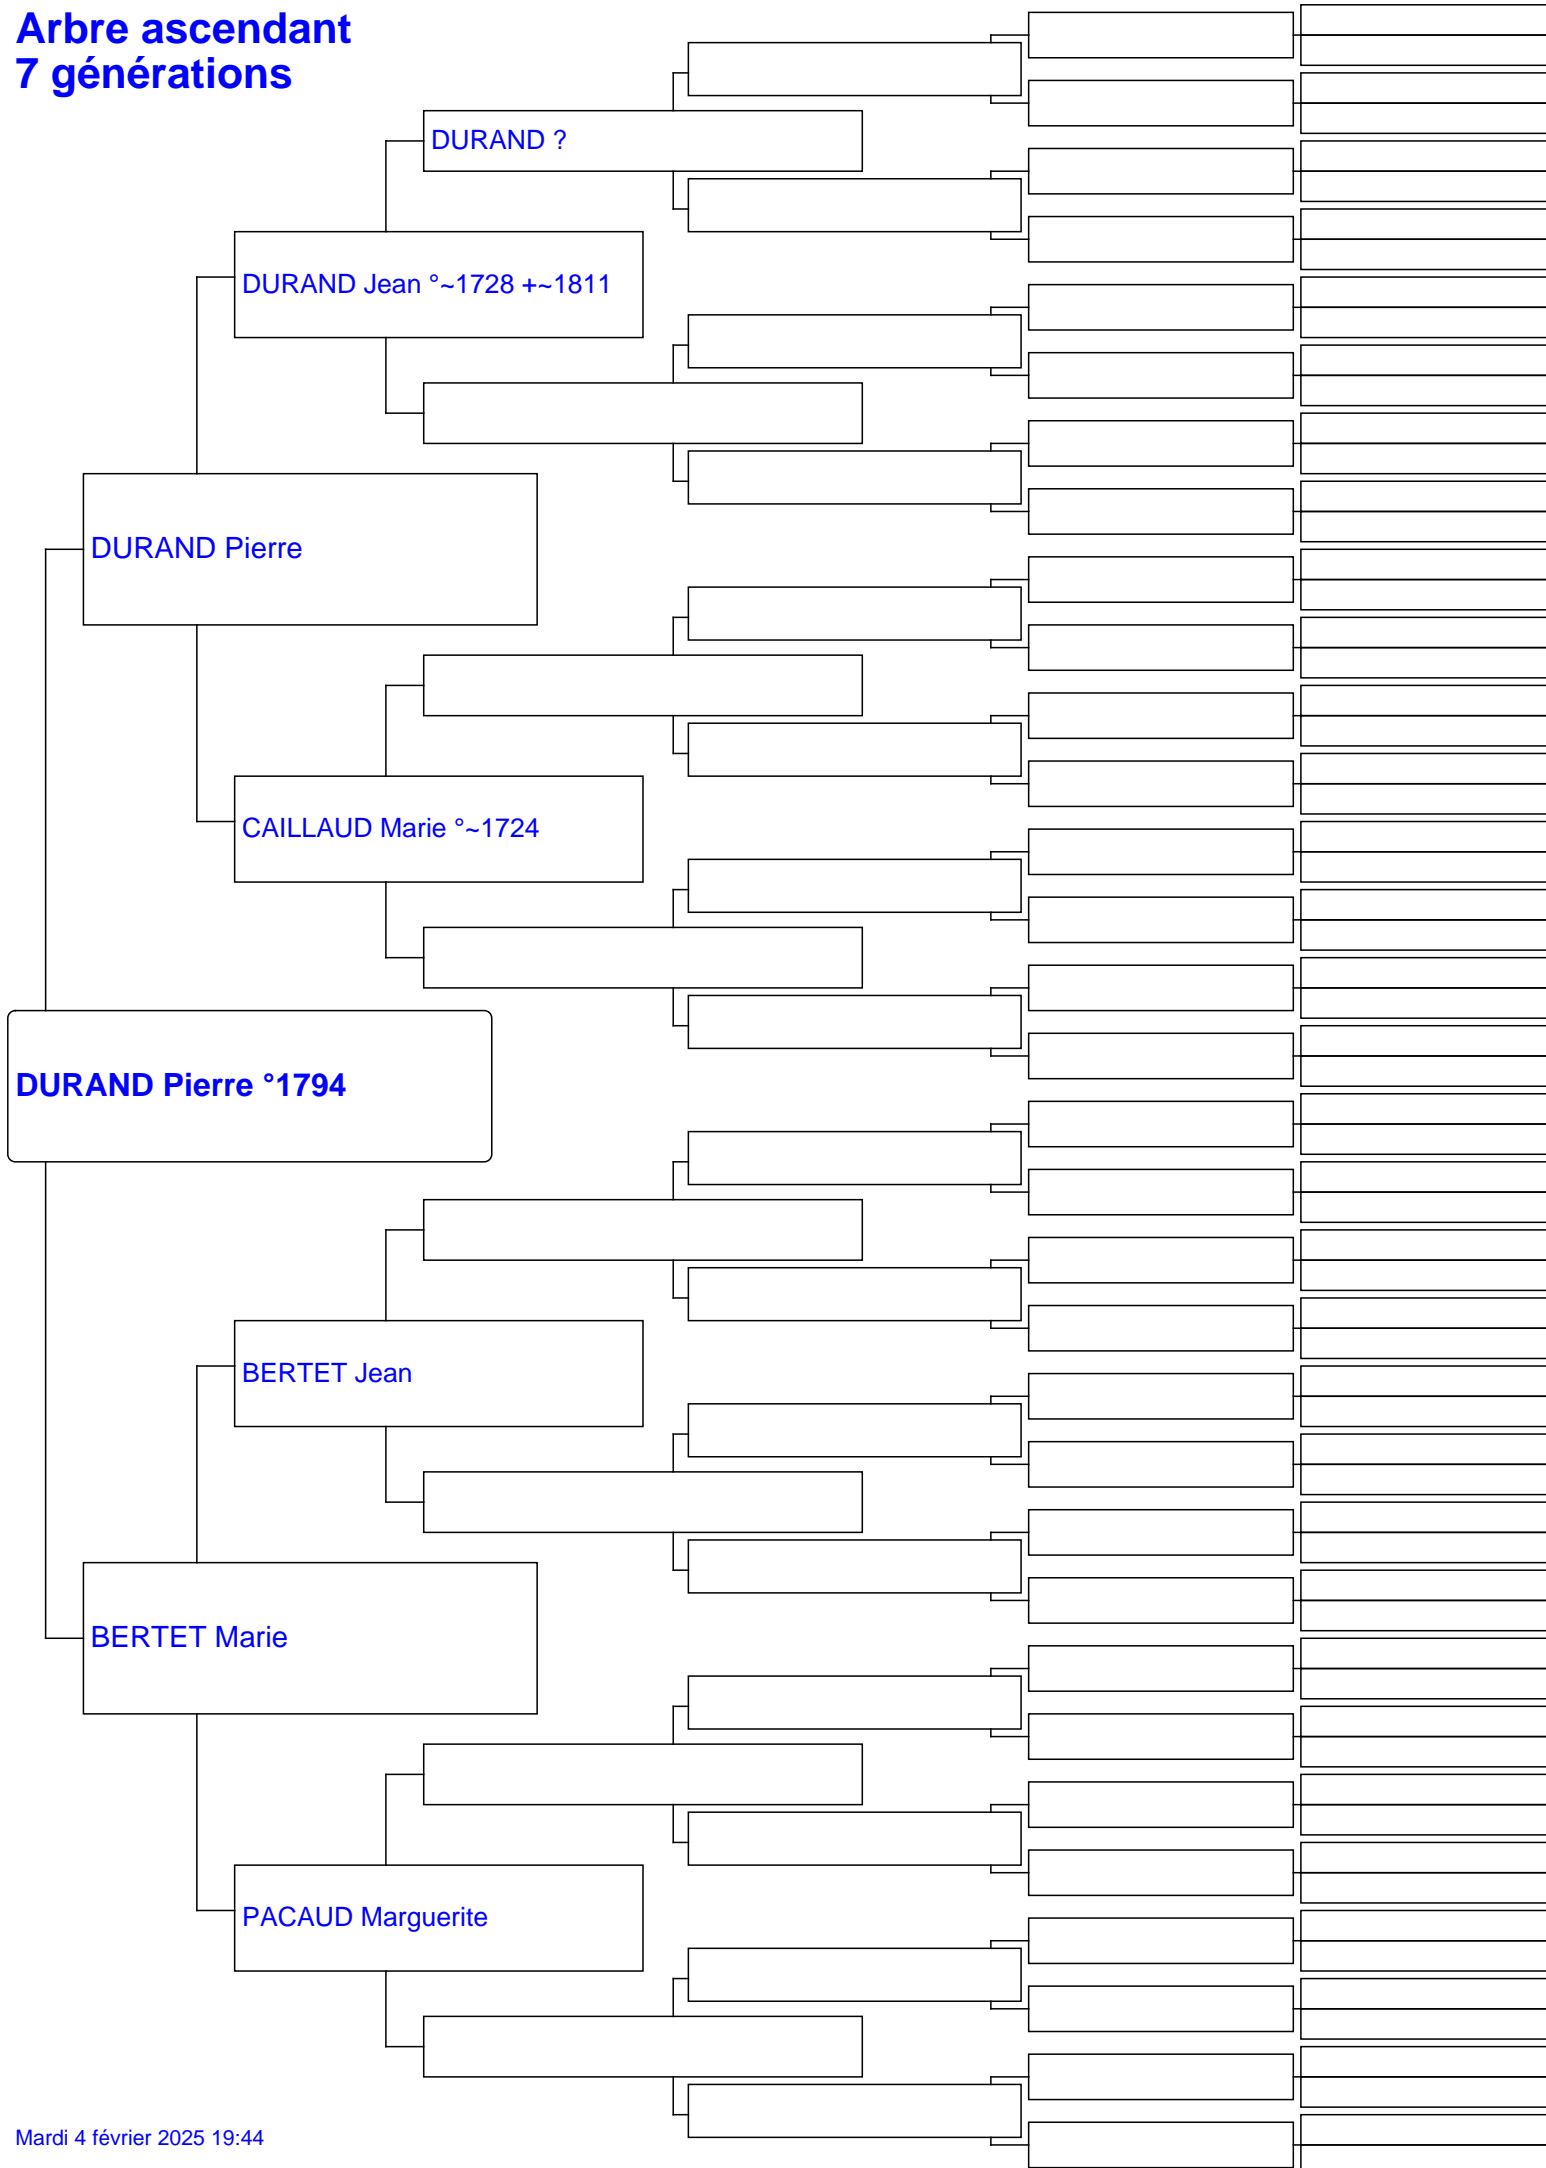 Arbre ascendant
7 générations
DURAND ?
DURAND Jean °~1728 +~1811
DURAND Pierre
CAILLAUD Marie °~1724
DURAND Pierre °1794
BERTET Jean
BERTET Marie
PACAUD Marguerite
Mardi 4 février 2025 19:44